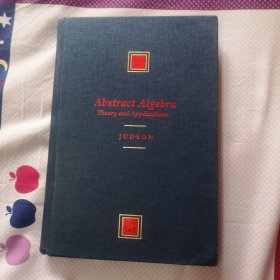 Abstract Algebra
Theory and Applications
JUDSON